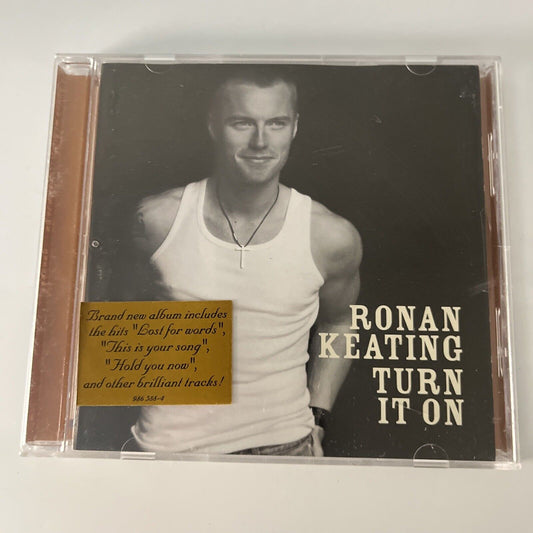 RONAN
KEATING
TURN
IT ON
Brand new album includes
the hits "Lost for words",
"This is your song",
"Hold you now",
and other brilliant tracks!
986 588-4